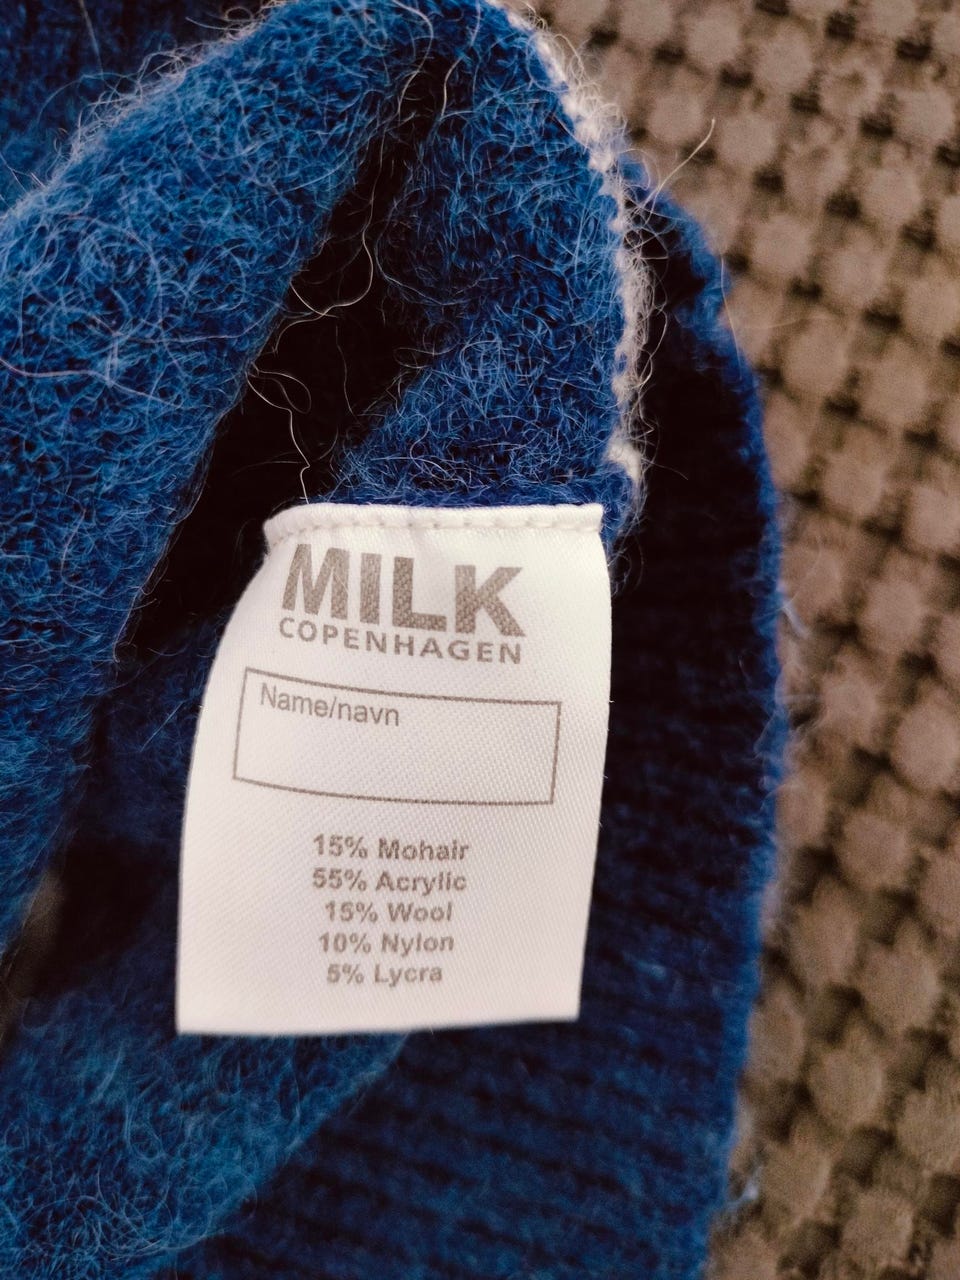 MILK
COPENHAGEN
Name/navn
15% Mohair
55% Acrylic
15% Wool
10% Nylon
5% Lycra